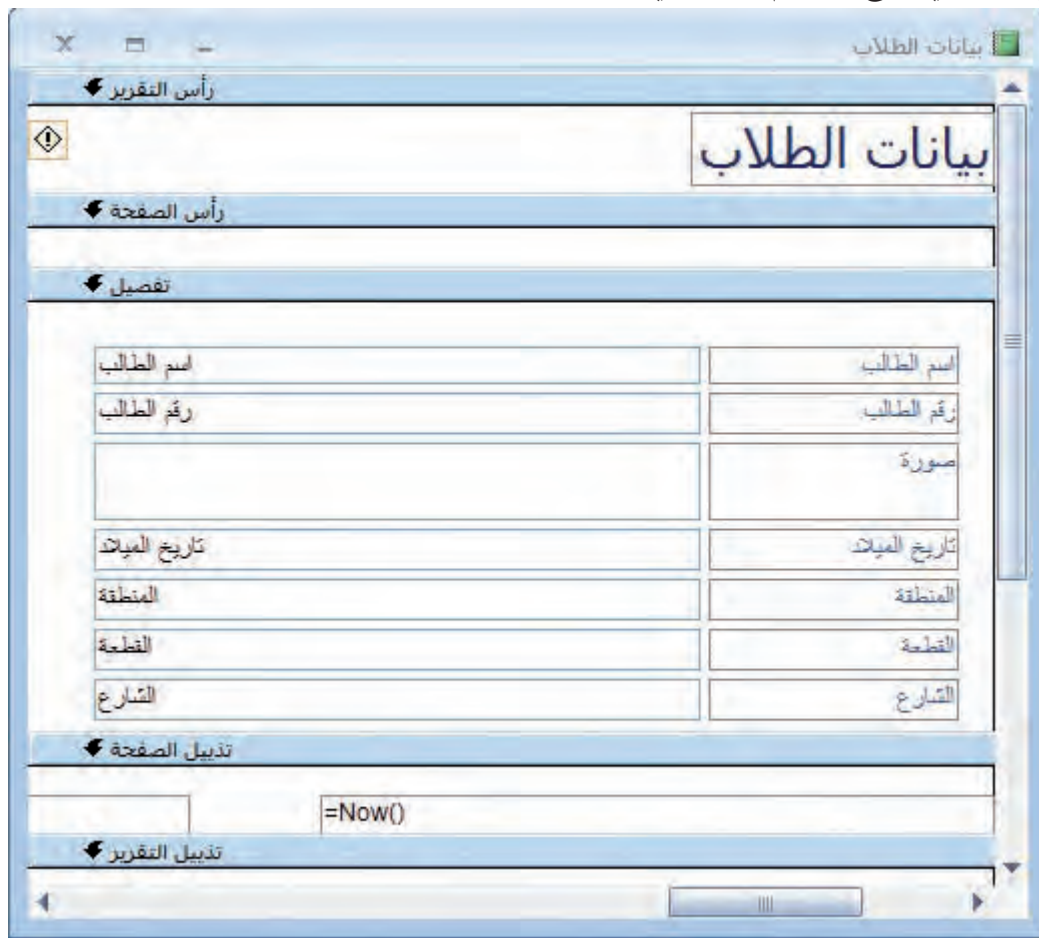 بيانات الطلاب
رأس التقرير
بيانات الطلاب
رأس الصفحة
تفصيل
اسم الطالب اسم الطالب
رقم الطالب رقم الطالب
صورة
تاريخ الميلاد تاريخ الميلاد
المنطقة المنطقة
القطعة القطعة
الشارع الشارع
تذييل الصفحة
=Now()
تذييل التقرير